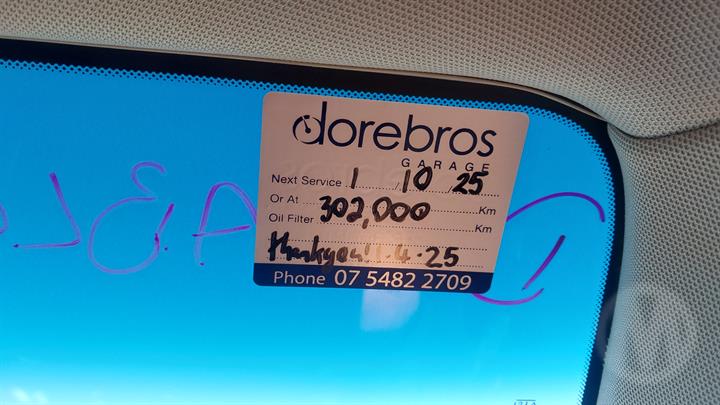 dorebros
GARAGE
Next Service 1 10 25
Or At 302,000 Km
Oil Filter Km
thankyou 1.4.25
Phone 07 5482 2709